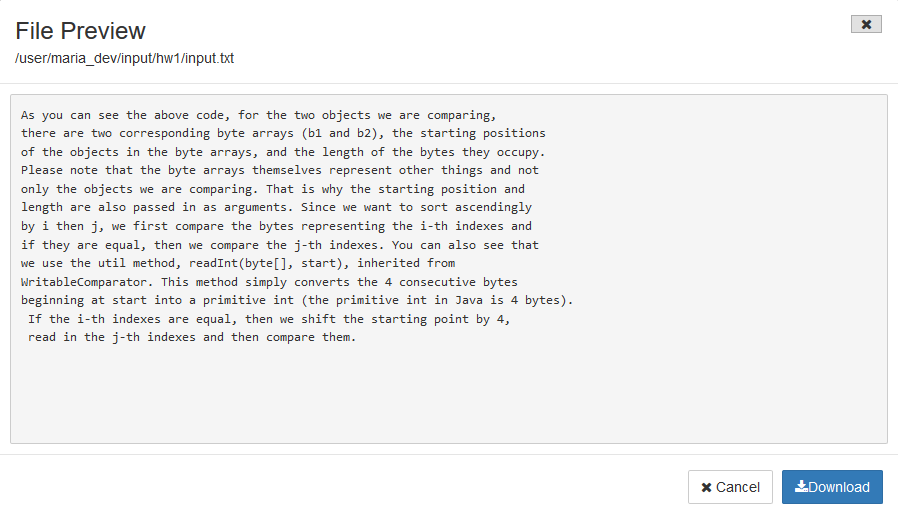 File Preview
/user/maria_dev/input/hw1/input.txt
As you can see the above code, for the two objects we are comparing,
there are two corresponding byte arrays (b1 and b2), the starting positions
of the objects in the byte arrays, and the length of the bytes they occupy.
Please note that the byte arrays themselves represent other things and not
only the objects we are comparing. That is why the starting position and
length are also passed in as arguments. Since we want to sort ascendingly
by i then j, we first compare the bytes representing the i-th indexes and
if they are equal, then we compare the j-th indexes. You can also see that
we use the util method, readInt(byte[], start), inherited from
WritableComparator. This method simply converts the 4 consecutive bytes
beginning at start into a primitive int (the primitive int in Java is 4 bytes).
 If the i-th indexes are equal, then we shift the starting point by 4,
 read in the j-th indexes and then compare them.
Cancel
Download